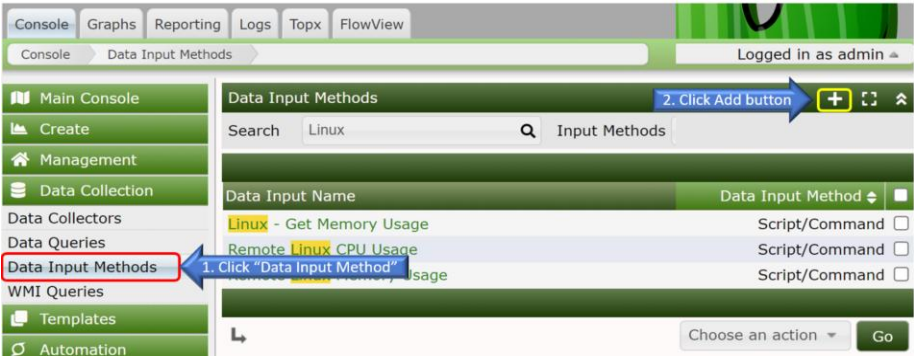 Console Graphs Reporting Logs Topx FlowView
Console Data Input Methods Logged in as admin
Main Console
Create
Management
Data Collection
Data Collectors
Data Queries
Data Input Methods
WMI Queries
Templates
Automation
Data Input Methods 2. Click Add button
Search Linux Input Methods
Data Input Name Data Input Method
Linux - Get Memory Usage Script/Command
Remote Linux CPU Usage Script/Command
1. Click "Data Input Method"
Usage Script/Command
Choose an action Go